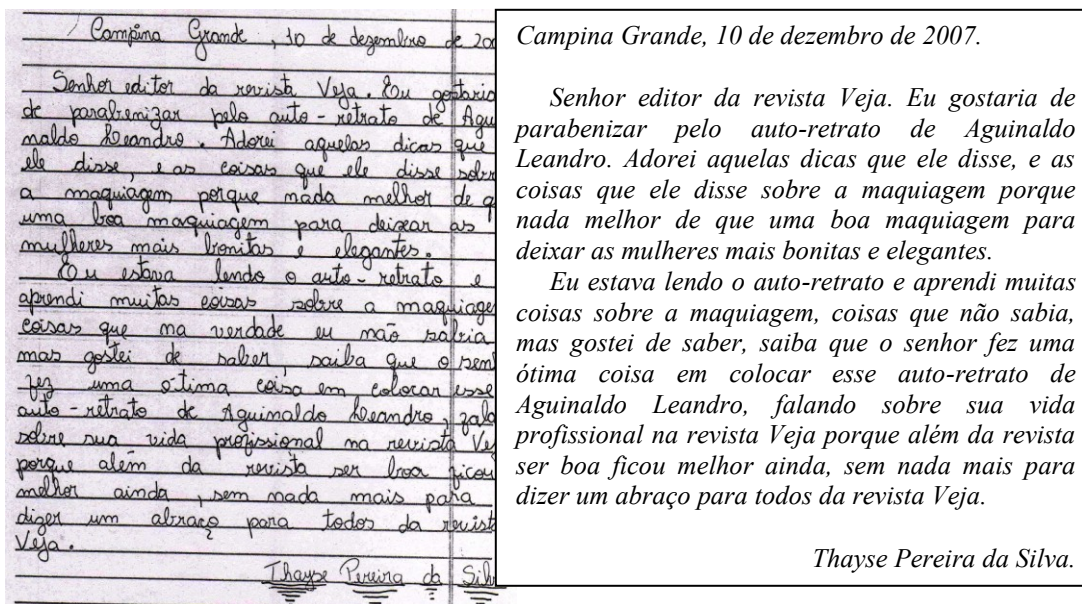 Campina Grande , 10 de dezembro de 200
Senhor editor da revista Veja. Eu gostaria
de parabenizar pelo auto-retrato de Agu
naldo Leandro. Adorei aquelas dicas que
ele disse, e as coisas que ele disse sobr
a maquiagem porque nada melhor de q
uma boa maquiagem para deixar as
mulheres mais bonitas e elegantes.
Eu estava lendo o auto-retrato e
aprendi muitas coisas sobre a maquiage
coisas que na verdade eu não sabia
mas gostei de saber, saiba que o sen
fez uma ótima coisa em colocar esse
auto-retrato de Aguinaldo Leandro, fala
sobre sua vida profissional na revista Ve
porque além da revista ser boa ficou
melhor ainda, sem nada mais para
dizer um abraço para todos da revist
Veja.
Thayse Pereira da Silv
Campina Grande, 10 de dezembro de 2007.
Senhor editor da revista Veja. Eu gostaria de
parabenizar pelo auto-retrato de Aguinaldo
Leandro. Adorei aquelas dicas que ele disse, e as
coisas que ele disse sobre a maquiagem porque
nada melhor de que uma boa maquiagem para
deixar as mulheres mais bonitas e elegantes.
Eu estava lendo o auto-retrato e aprendi muitas
coisas sobre a maquiagem, coisas que não sabia,
mas gostei de saber, saiba que o senhor fez uma
ótima coisa em colocar esse auto-retrato de
Aguinaldo Leandro, falando sobre sua vida
profissional na revista Veja porque além da revista
ser boa ficou melhor ainda, sem nada mais para
dizer um abraço para todos da revista Veja.
Thayse Pereira da Silva.